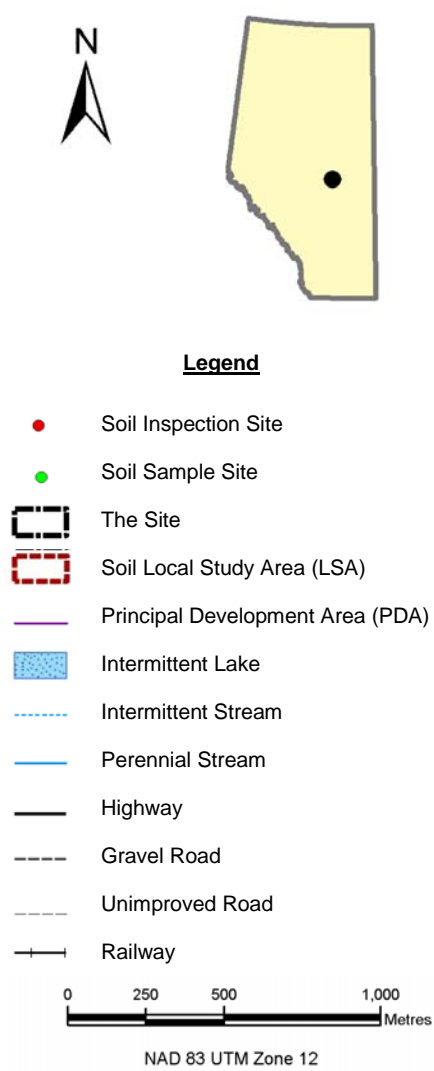 N
Legend
Soil Inspection Site
Soil Sample Site
The Site
Soil Local Study Area (LSA)
Principal Development Area (PDA)
Intermittent Lake
Intermittent Stream
Perennial Stream
Highway
Gravel Road
Unimproved Road
Railway
0 250 500 1,000
Metres
NAD 83 UTM Zone 12